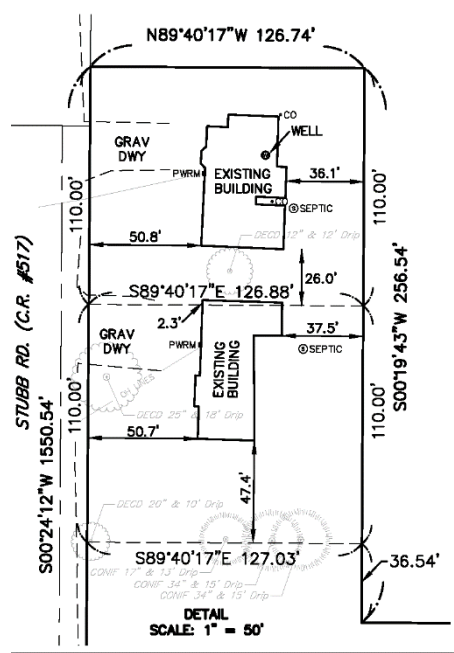 N89°40'17"W 126.74'
CO
WELL
GRAV
DWY
PWRM
EXISTING
BUILDING
36.1'
CO
SEPTIC
110.00'
110.00'
50.8'
DECD 12" & 12' Drip
26.0'
S89°40'17"E 126.88'
2.3'
37.5'
GRAV
DWY
PWRM
SEPTIC
EXISTING
BUILDING
OH LINES
DECD 25" & 18' Drip
110.00'
110.00'
STUBB RD. (C.R. #517)
S00°24'12"W 1550.54'
S00°19'43"W 256.54'
50.7'
47.4'
DECD 20" & 10' Drip
S89°40'17"E 127.03'
36.54'
CONIF 17" & 13' Drip
CONIF 34" & 15' Drip
CONIF 34" & 15' Drip
DETAIL
SCALE: 1" = 50'